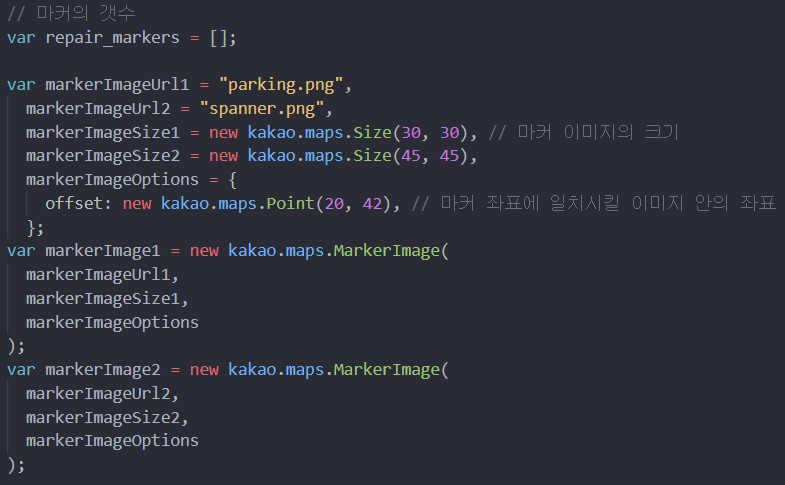 // 마커의 갯수
var repair_markers = [];
var markerImageUrl1 = "parking.png",
markerImageUrl2 = "spanner.png",
markerImageSize1 = new kakao.maps.Size(30, 30), // 마커 이미지의 크기
markerImageSize2 = new kakao.maps.Size(45, 45),
markerImageOptions = {
offset: new kakao.maps.Point(20, 42), // 마커 좌표에 일치시킬 이미지 안의 좌표
};
var markerImage1 = new kakao.maps.MarkerImage(
markerImageUrl1,
markerImageSize1,
markerImageOptions
);
var markerImage2 = new kakao.maps.MarkerImage(
markerImageUrl2,
markerImageSize2,
markerImageOptions
);